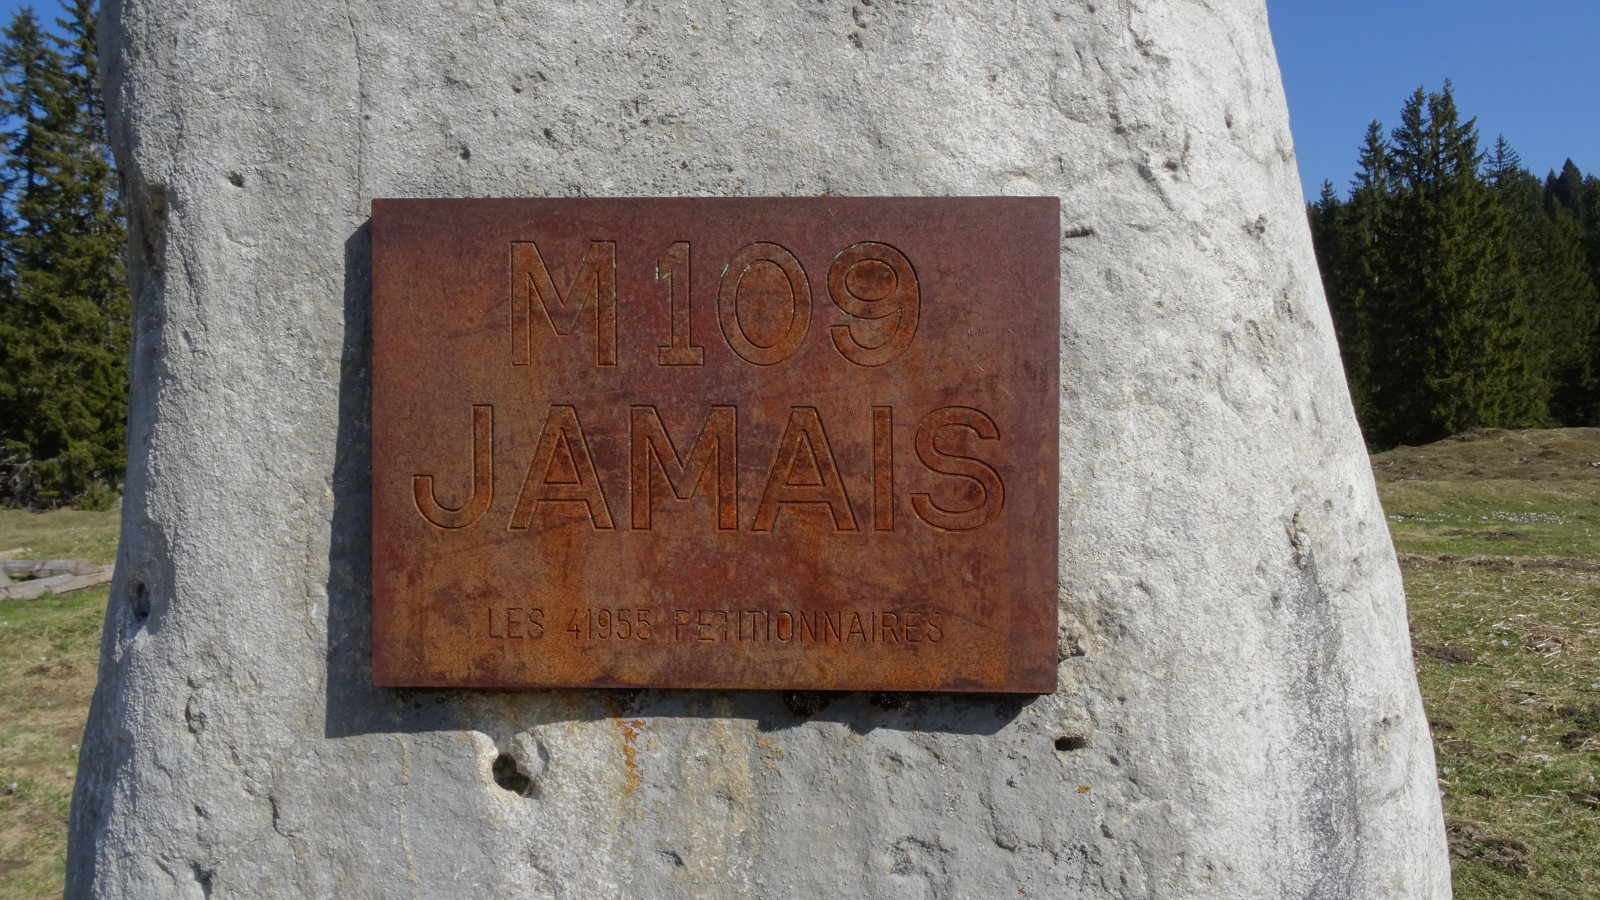 M109
JAMAIS
LES 41955 PETITIONNAIRES